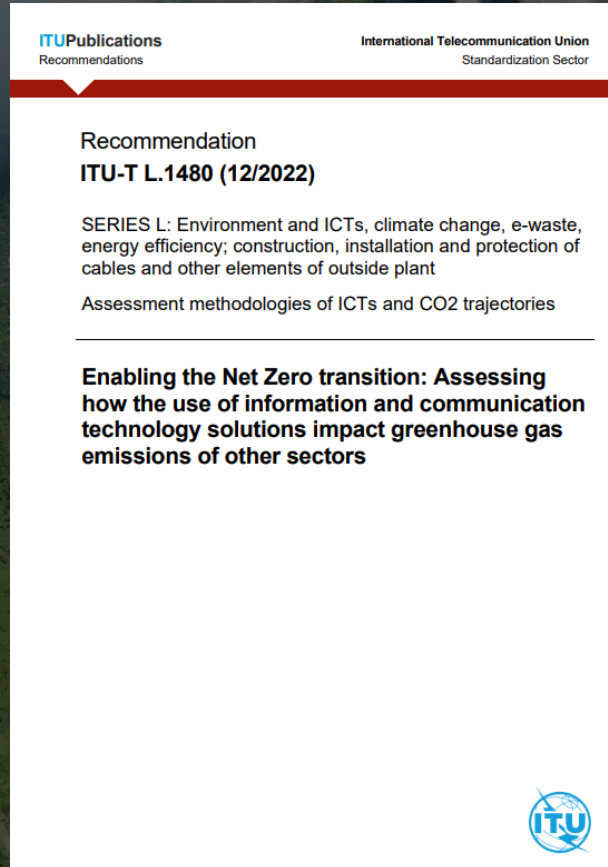 ITUPublications
International Telecommunication Union
Recommendations
Standardization Sector
Recommendation
ITU-T L.1480 (12/2022)
SERIES L: Environment and ICTs, climate change, e-waste,
energy efficiency; construction, installation and protection of
cables and other elements of outside plant
Assessment methodologies of ICTs and CO2 trajectories
Enabling the Net Zero transition: Assessing
how the use of information and communication
technology solutions impact greenhouse gas
emissions of other sectors
ITU